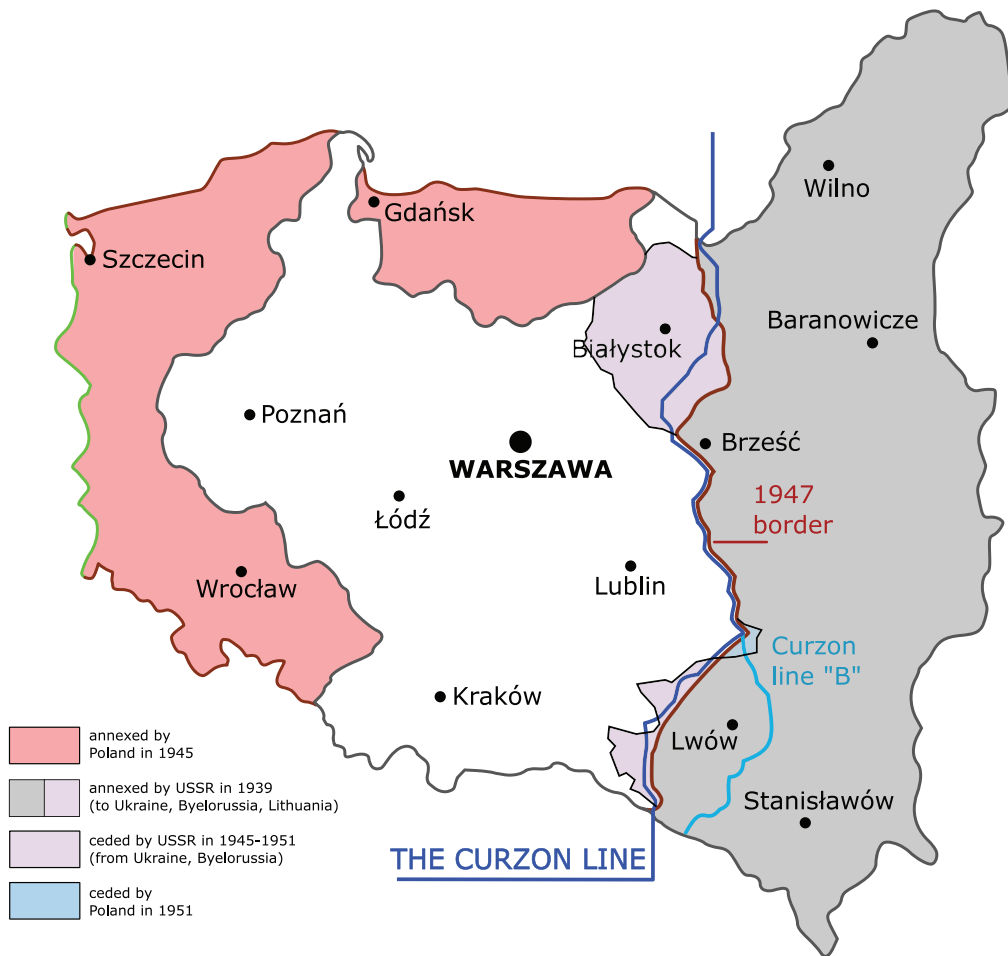 Wilno
Gdańsk
Szczecin
Baranowicze
Białystok
Poznań
Brześć
WARSZAWA
1947
border
Łódź
Wrocław
Lublin
Curzon
line "B"
Kraków
Lwów
Stanisławów
THE CURZON LINE
annexed by
Poland in 1945
annexed by USSR in 1939
(to Ukraine, Byelorussia, Lithuania)
ceded by USSR in 1945-1951
(from Ukraine, Byelorussia)
ceded by
Poland in 1951